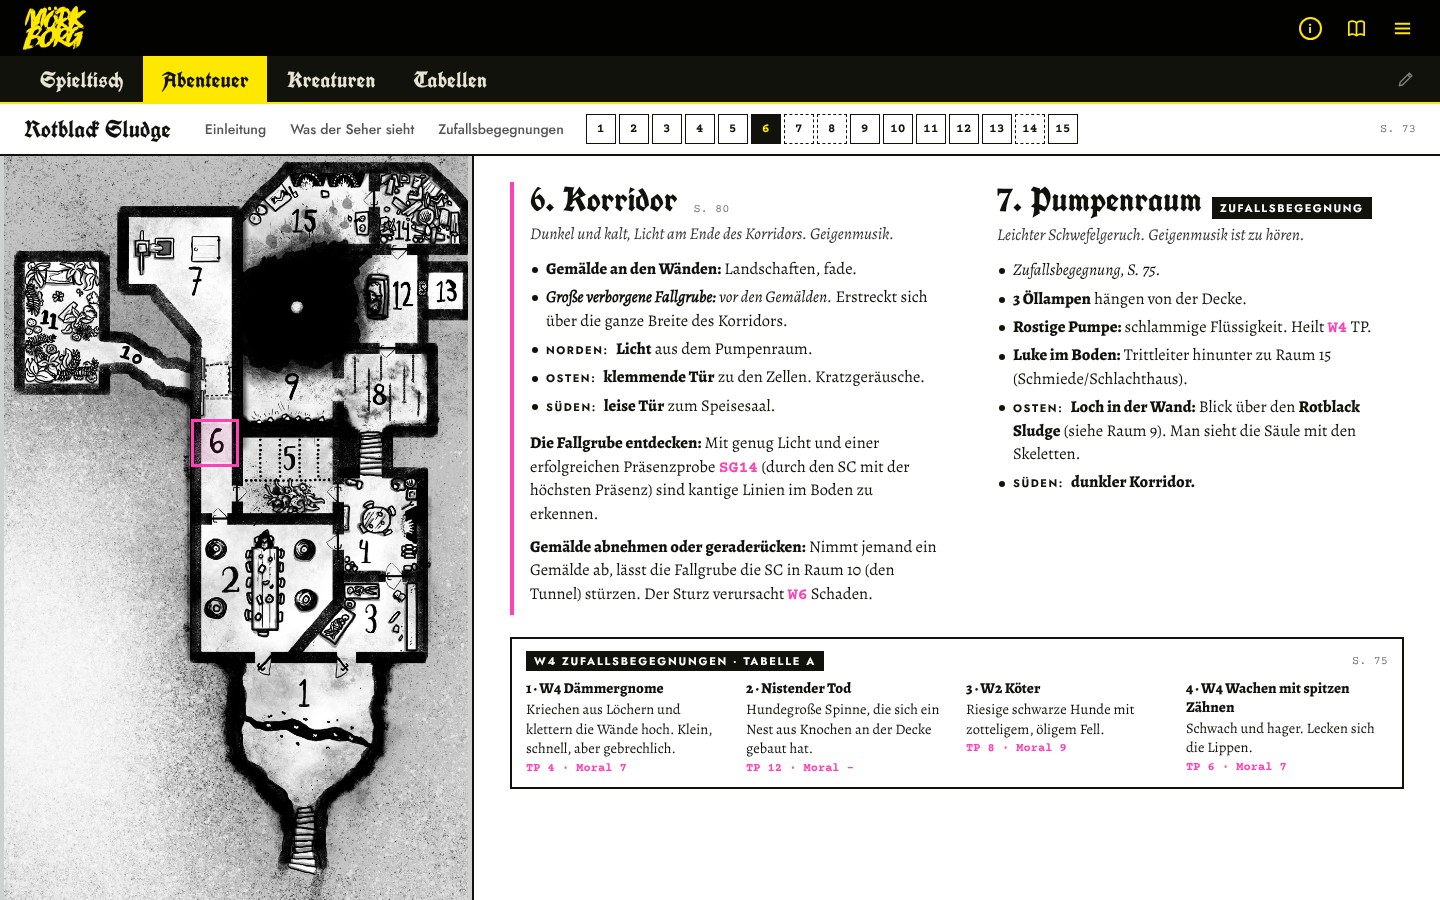 MÖRK
BORG
Spieltisch
Abenteuer
Kreaturen
Tabellen
Rotblack Sludge
Einleitung
Was der Seher sieht
Zufallsbegegnungen
1 2 3 4 5 6 7 8 9 10 11 12 13 14 15
S. 73
15
14
7
12
13
11
10
9
8
6
5
4
2
3
1
6. Korridor S. 80
Dunkel und kalt, Licht am Ende des Korridors. Geigenmusik.
• Gemälde an den Wänden: Landschaften, fade.
• Große verborgene Fallgrube: vor den Gemälden. Erstreckt sich
über die ganze Breite des Korridors.
• NORDEN: Licht aus dem Pumpenraum.
• OSTEN: klemmende Tür zu den Zellen. Kratzgeräusche.
• SÜDEN: leise Tür zum Speisesaal.
Die Fallgrube entdecken: Mit genug Licht und einer
erfolgreichen Präsenzprobe SG14 (durch den SC mit der
höchsten Präsenz) sind kantige Linien im Boden zu
erkennen.
Gemälde abnehmen oder geraderücken: Nimmt jemand ein
Gemälde ab, lässt die Fallgrube die SC in Raum 10 (den
Tunnel) stürzen. Der Sturz verursacht W6 Schaden.
7. Pumpenraum ZUFALLSBEGEGNUNG
Leichter Schwefelgeruch. Geigenmusik ist zu hören.
• Zufallsbegegnung, S. 75.
• 3 Öllampen hängen von der Decke.
• Rostige Pumpe: schlammige Flüssigkeit. Heilt W4 TP.
• Luke im Boden: Trittleiter hinunter zu Raum 15
(Schmiede/Schlachthaus).
• OSTEN: Loch in der Wand: Blick über den Rotblack
Sludge (siehe Raum 9). Man sieht die Säule mit den
Skeletten.
• SÜDEN: dunkler Korridor.
W4 ZUFALLSBEGEGNUNGEN · TABELLE A
S. 75
1 · W4 Dämmergnome
Kriechen aus Löchern und
klettern die Wände hoch. Klein,
schnell, aber gebrechlich.
TP 4 · Moral 7
2 · Nistender Tod
Hundegroße Spinne, die sich ein
Nest aus Knochen an der Decke
gebaut hat.
TP 12 · Moral –
3 · W2 Köter
Riesige schwarze Hunde mit
zotteligem, öligem Fell.
TP 8 · Moral 9
4 · W4 Wachen mit spitzen
Zähnen
Schwach und hager. Lecken sich
die Lippen.
TP 6 · Moral 7